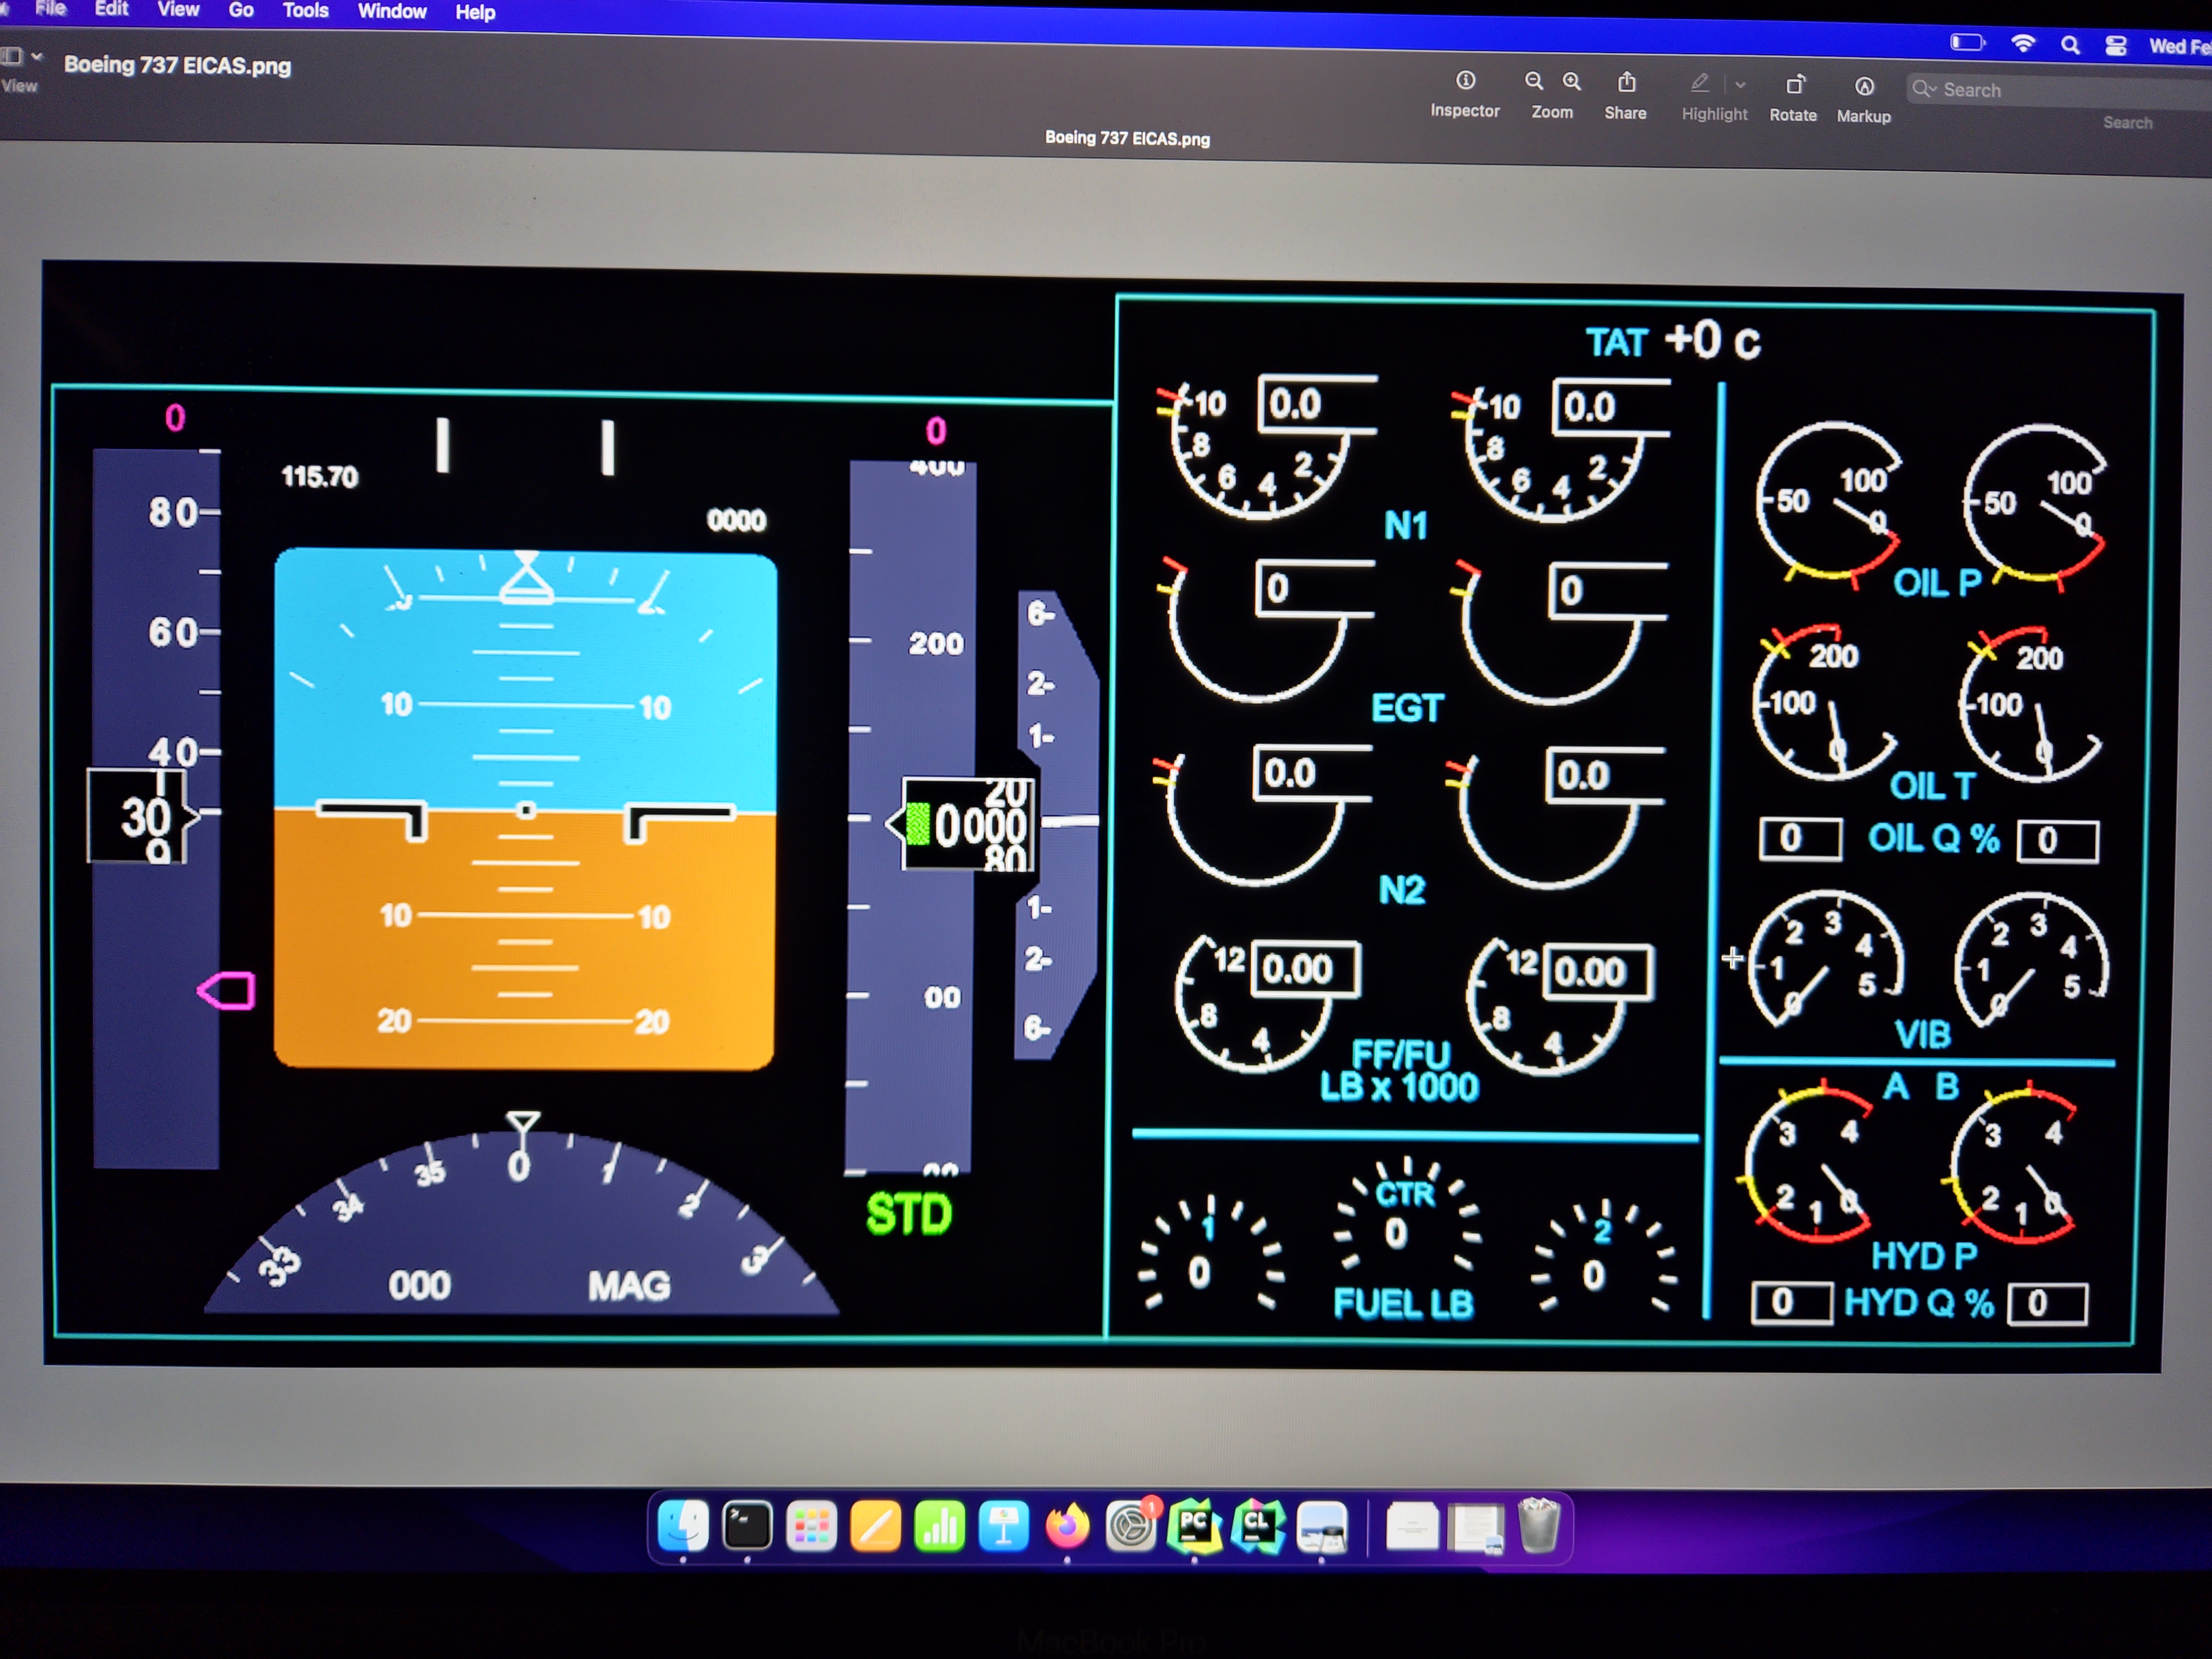 File Edit View Go Tools Window Help
Wed Fe
Boeing 737 EICAS.png
View
Inspector Zoom Share Highlight Rotate Markup
Search
Search
Boeing 737 EICAS.png
TAT +0 c
0
0
115.70
0000
80
60
40
30
10 10
10 10
20 20
400
200
20
0000
80
00
STD
6
2
1
1
2
6
33 34 35 0 1 2 3
000 MAG
10 8 6 4 2 0.0
10 8 6 4 2 0.0
N1
0 0
EGT
0.0 0.0
N2
12 8 4 0.00
12 8 4 0.00
FF/FU
LB x 1000
1 0
CTR 0
2 0
FUEL LB
50 100 0
50 100 0
OIL P
200 100 0
200 100 0
OIL T
0 OIL Q % 0
0 1 2 3 4 5
0 1 2 3 4 5
VIB
A B
4 3 2 1 0
4 3 2 1 0
HYD P
0 HYD Q % 0
1
PC
CL
MacBook Pro